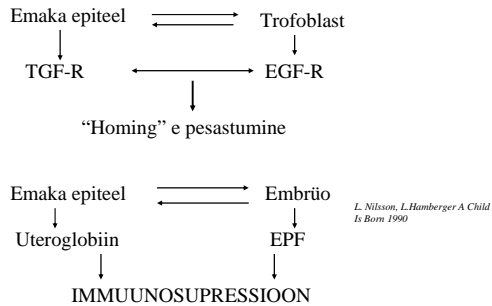 Emaka epiteel Trofoblast
TGF-R EGF-R
“Homing” e pesastumine
Emaka epiteel Embrüo
L. Nilsson, L.Hamberger A Child
Is Born 1990
Uteroglobiin EPF
IMMUUNOSUPRESSIOON